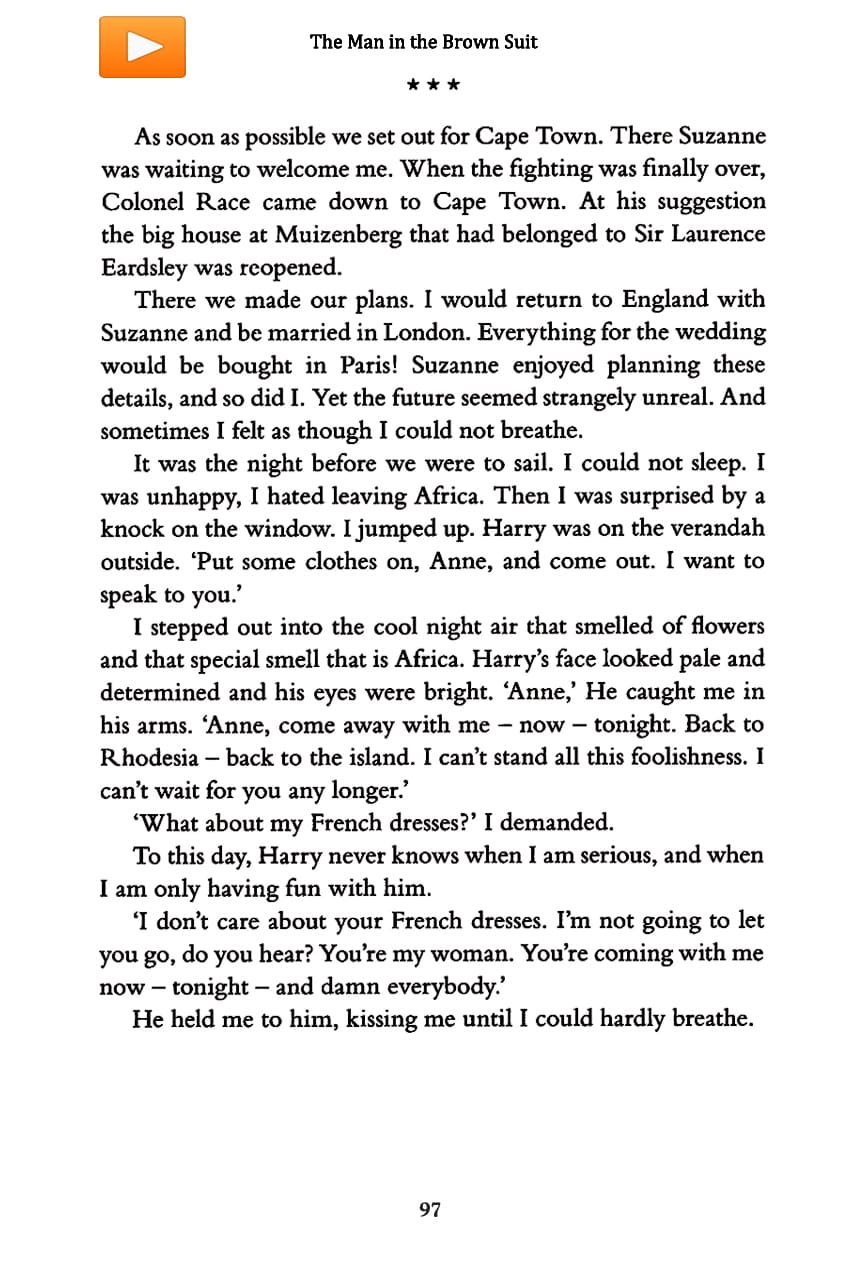 The Man in the Brown Suit
★ ★ ★
As soon as possible we set out for Cape Town. There Suzanne
was waiting to welcome me. When the fighting was finally over,
Colonel Race came down to Cape Town. At his suggestion
the big house at Muizenberg that had belonged to Sir Laurence
Eardsley was reopened.
There we made our plans. I would return to England with
Suzanne and be married in London. Everything for the wedding
would be bought in Paris! Suzanne enjoyed planning these
details, and so did I. Yet the future seemed strangely unreal. And
sometimes I felt as though I could not breathe.
It was the night before we were to sail. I could not sleep. I
was unhappy, I hated leaving Africa. Then I was surprised by a
knock on the window. I jumped up. Harry was on the verandah
outside. ‘Put some clothes on, Anne, and come out. I want to
speak to you.’
I stepped out into the cool night air that smelled of flowers
and that special smell that is Africa. Harry’s face looked pale and
determined and his eyes were bright. ‘Anne,’ He caught me in
his arms. ‘Anne, come away with me – now – tonight. Back to
Rhodesia – back to the island. I can’t stand all this foolishness. I
can’t wait for you any longer.’
‘What about my French dresses?’ I demanded.
To this day, Harry never knows when I am serious, and when
I am only having fun with him.
‘I don’t care about your French dresses. I’m not going to let
you go, do you hear? You’re my woman. You’re coming with me
now – tonight – and damn everybody.’
He held me to him, kissing me until I could hardly breathe.
97